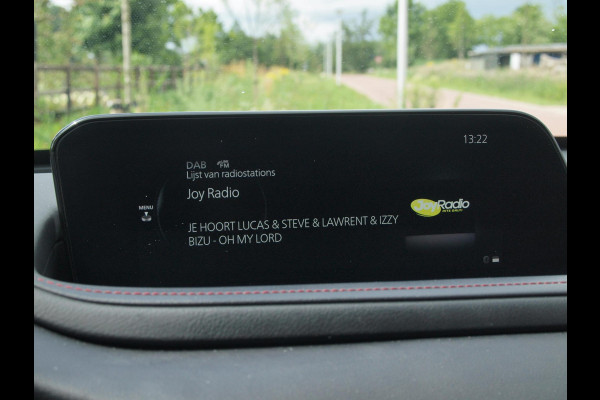 13:22
DAB
Lijst van radiostations
Joy Radio
MENU
JE HOORT LUCAS & STEVE & LAWRENT & IZZY
BIZU - OH MY LORD
JoyRadio